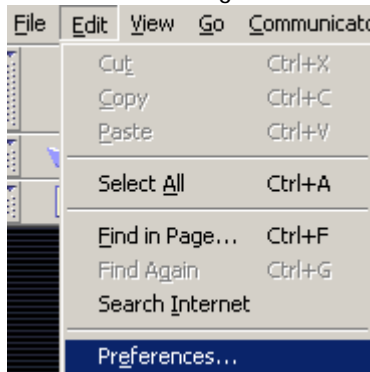 File Edit View Go Communicato
Cut Ctrl+X
Copy Ctrl+C
Paste Ctrl+V
Select All Ctrl+A
Find in Page... Ctrl+F
Find Again Ctrl+G
Search Internet
Preferences...